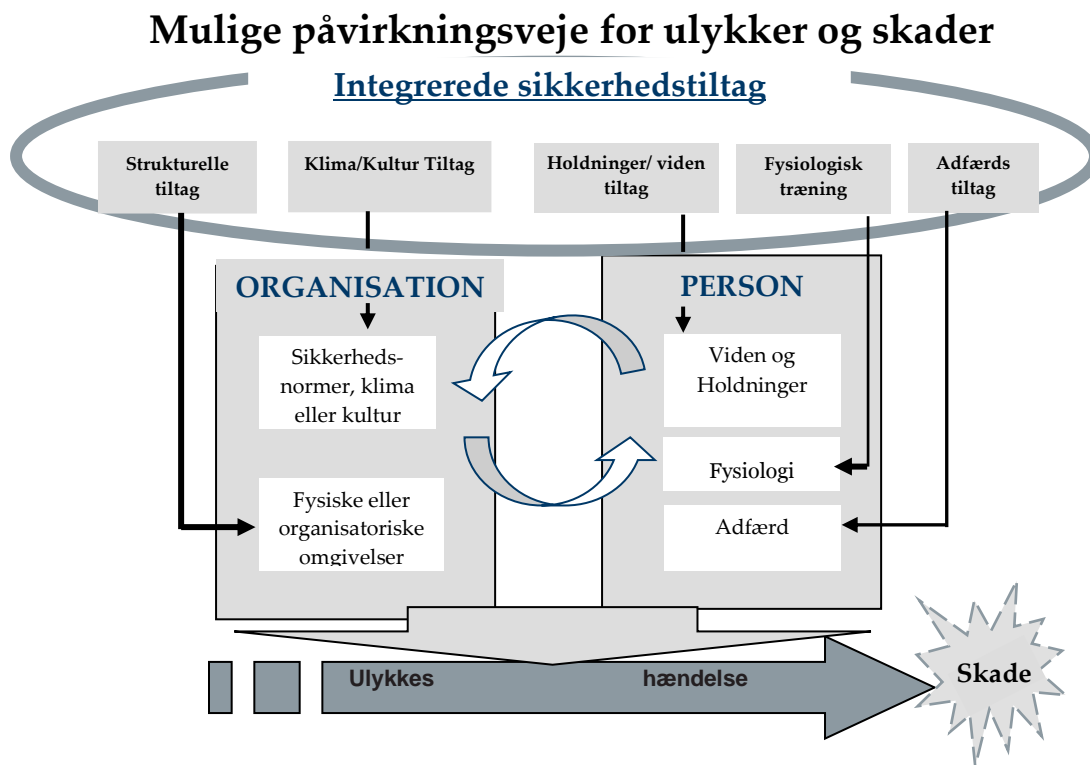 Mulige påvirkningsveje for ulykker og skader
Integrerede sikkerhedstiltag
Strukturelle
tiltag
Klima/Kultur Tiltag
Holdninger/ viden
tiltag
Fysiologisk
træning
Adfærds
tiltag
ORGANISATION
Sikkerheds-
normer, klima
eller kultur
Fysiske eller
organisatoriske
omgivelser
PERSON
Viden og
Holdninger
Fysiologi
Adfærd
Ulykkes hændelse
Skade